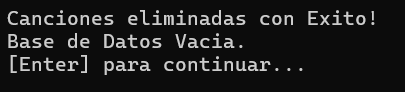 Canciones eliminadas con Exito!
Base de Datos Vacia.
[Enter] para continuar...